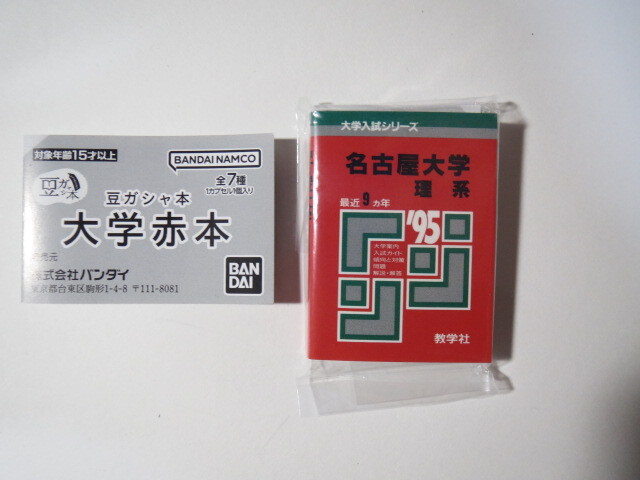 対象年齢15才以上
BANDAI NAMCO
豆ガシャ本
全7種
1カプセル1個入り
豆ガシャ本
大学赤本
発売元
株式会社バンダイ
東京都台東区駒形1-4-8 〒111-8081
BAN
DAI
大学入試シリーズ
名古屋大学
理系
最近9カ年
'95
大学案内
入試ガイド
傾向と対策
問題
解説・解答
教学社